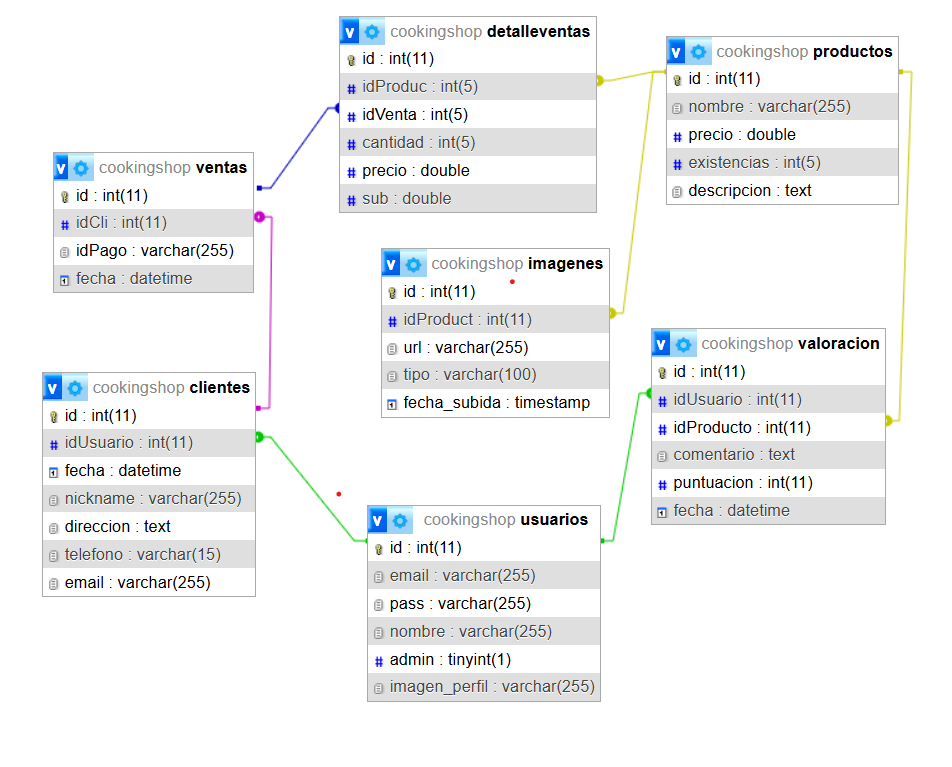 cookingshop detalleventas
id : int(11)
idProduc : int(5)
idVenta : int(5)
cantidad : int(5)
precio : double
sub : double
cookingshop productos
id : int(11)
nombre : varchar(255)
precio : double
existencias : int(5)
descripcion : text
cookingshop ventas
id : int(11)
idCli : int(11)
idPago : varchar(255)
fecha : datetime
cookingshop imagenes
id : int(11)
idProduct : int(11)
url : varchar(255)
tipo : varchar(100)
fecha_subida : timestamp
cookingshop valoracion
id : int(11)
idUsuario : int(11)
idProducto : int(11)
comentario : text
puntuacion : int(11)
fecha : datetime
cookingshop clientes
id : int(11)
idUsuario : int(11)
fecha : datetime
nickname : varchar(255)
direccion : text
telefono : varchar(15)
email : varchar(255)
cookingshop usuarios
id : int(11)
email : varchar(255)
pass : varchar(255)
nombre : varchar(255)
admin : tinyint(1)
imagen_perfil : varchar(255)